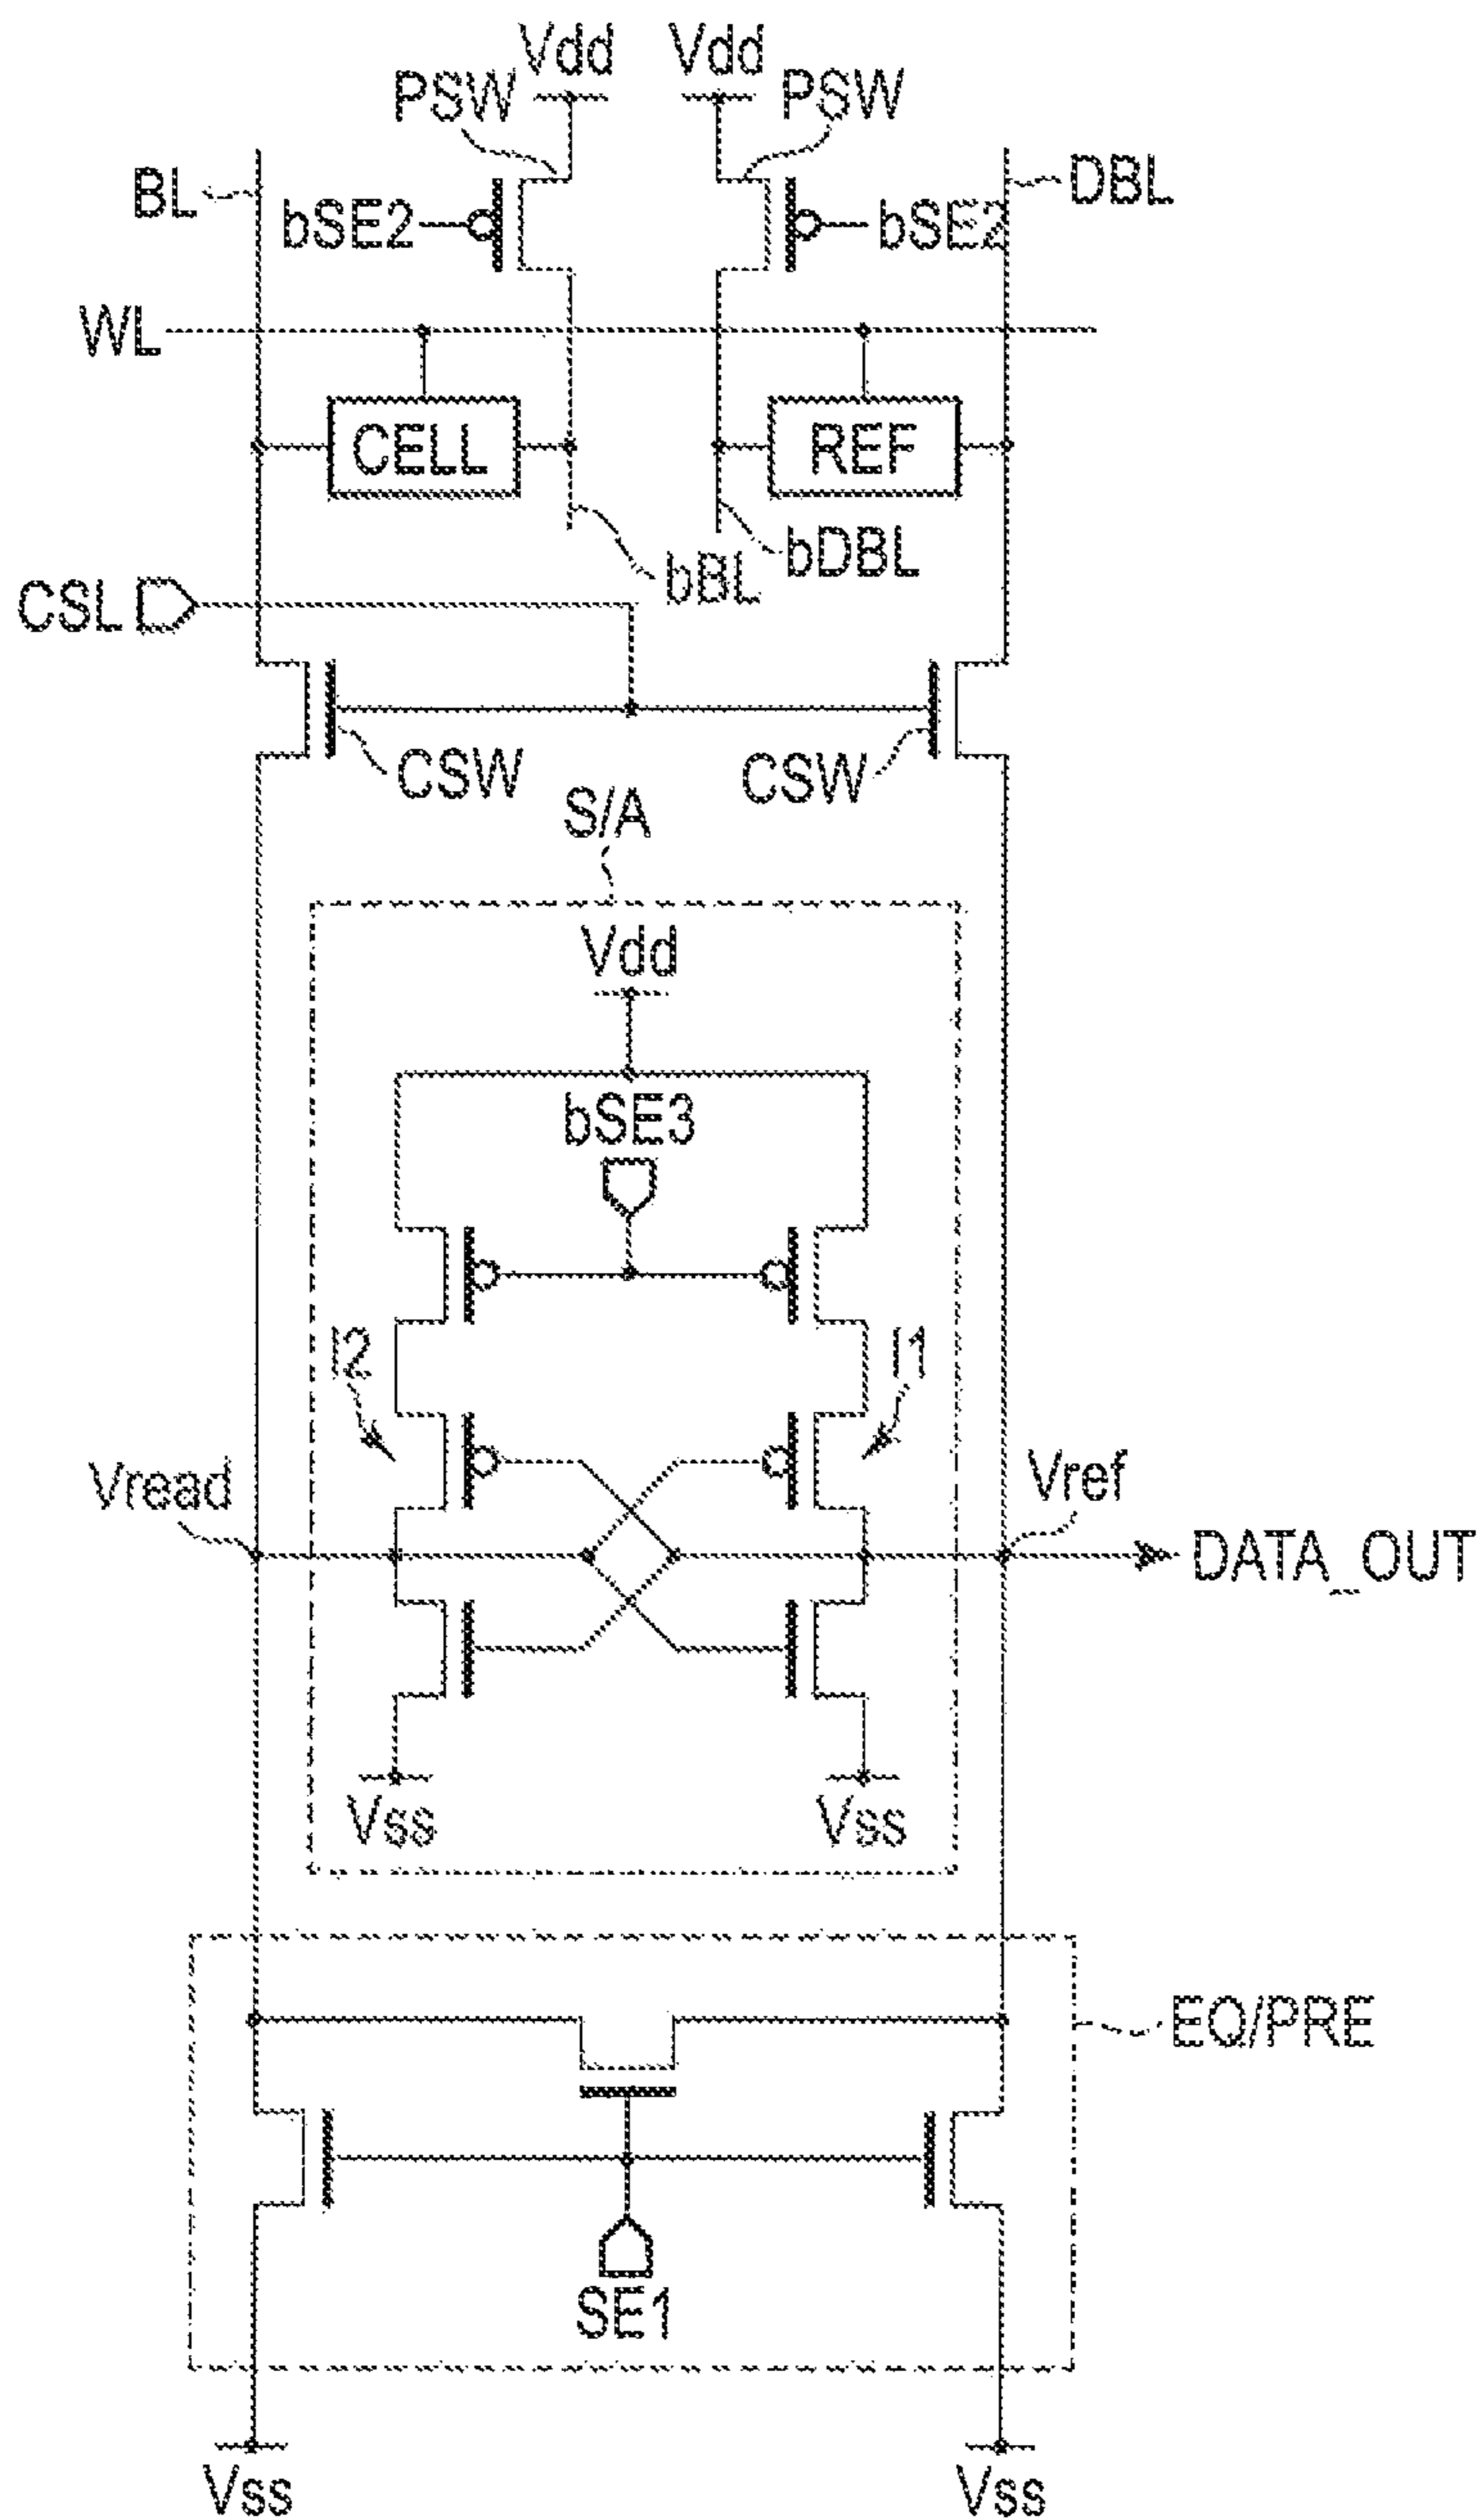 Vdd Vdd
PSW PSW
BL DBL
bSE2 bSE2
WL
CELL REF
bDBL
bBL
CSL
CSW CSW
S/A
Vdd
bSE3
I2 I1
Vread Vref
DATA_OUT
Vss Vss
EQ/PRE
SE1
Vss Vss